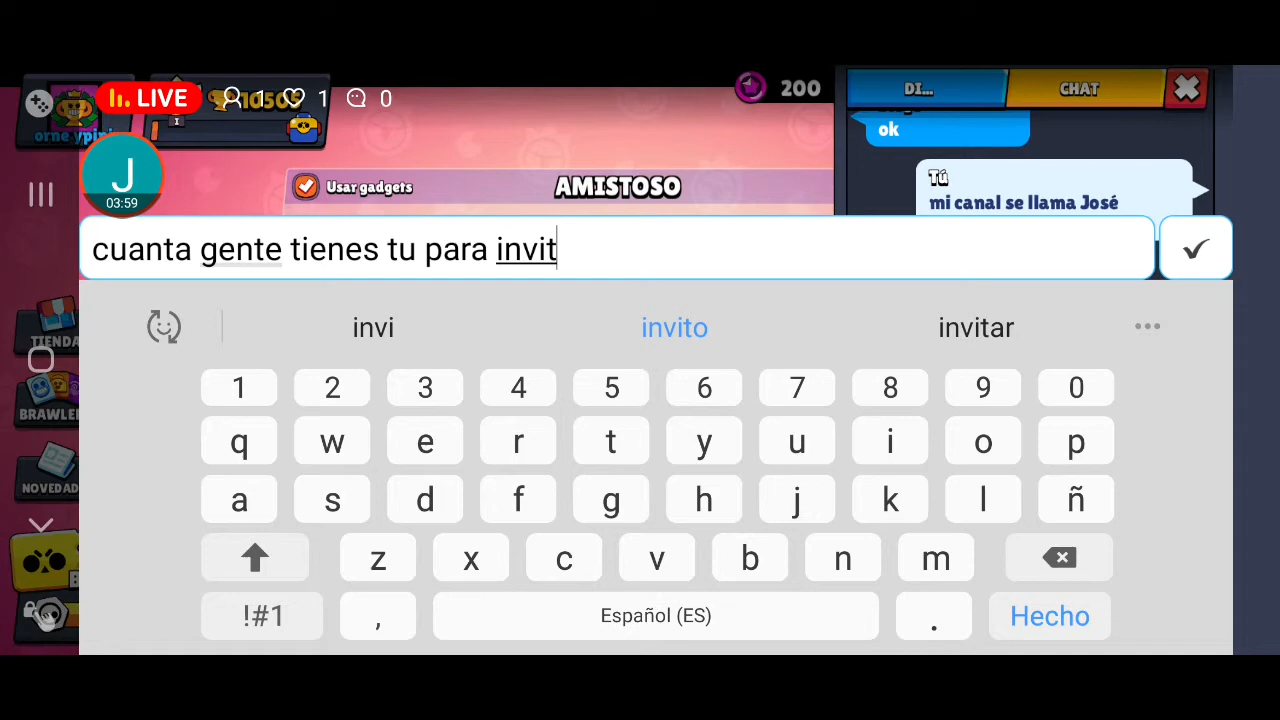 LIVE 1 1 0
200
DI...
CHAT
ok
J
03:59
Usar gadgets
AMISTOSO
Tú
mi canal se llama José
cuanta gente tienes tu para invit
TIENDA
BRAWLE
NOVEDAD
invi
invito
invitar
1 2 3 4 5 6 7 8 9 0
q w e r t y u i o p
a s d f g h j k l ñ
z x c v b n m
!#1 , Español (ES) . Hecho